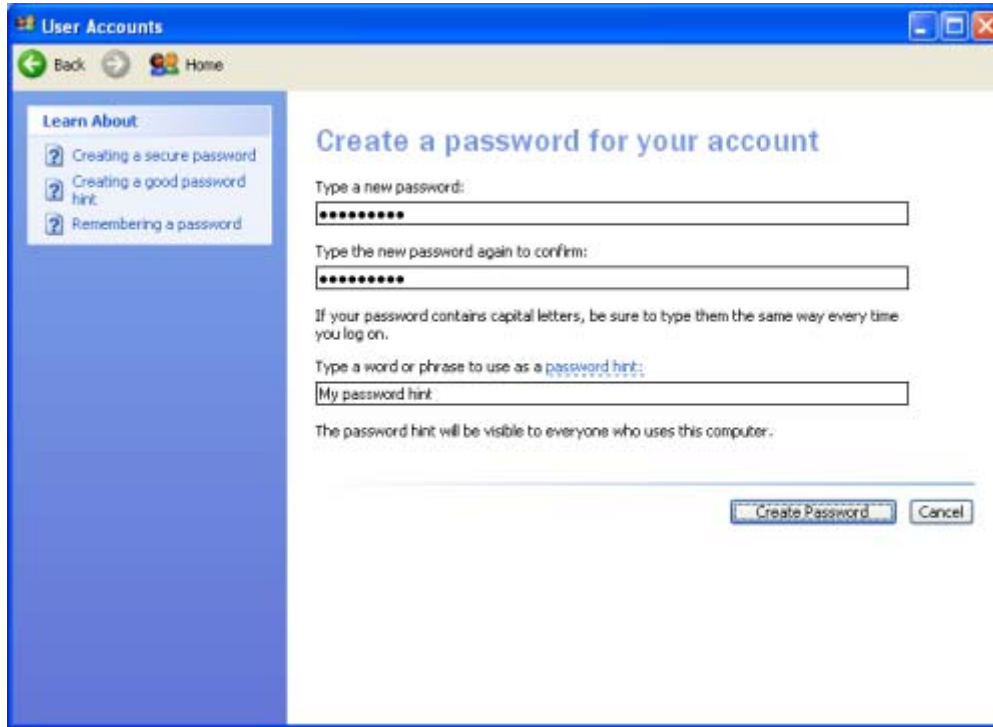 User Accounts
Back
Home
Learn About
Creating a secure password
Creating a good password
hint
Remembering a password
Create a password for your account
Type a new password:
•••••••••
Type the new password again to confirm:
•••••••••
If your password contains capital letters, be sure to type them the same way every time
you log on.
Type a word or phrase to use as a password hint:
My password hint
The password hint will be visible to everyone who uses this computer.
Create Password
Cancel